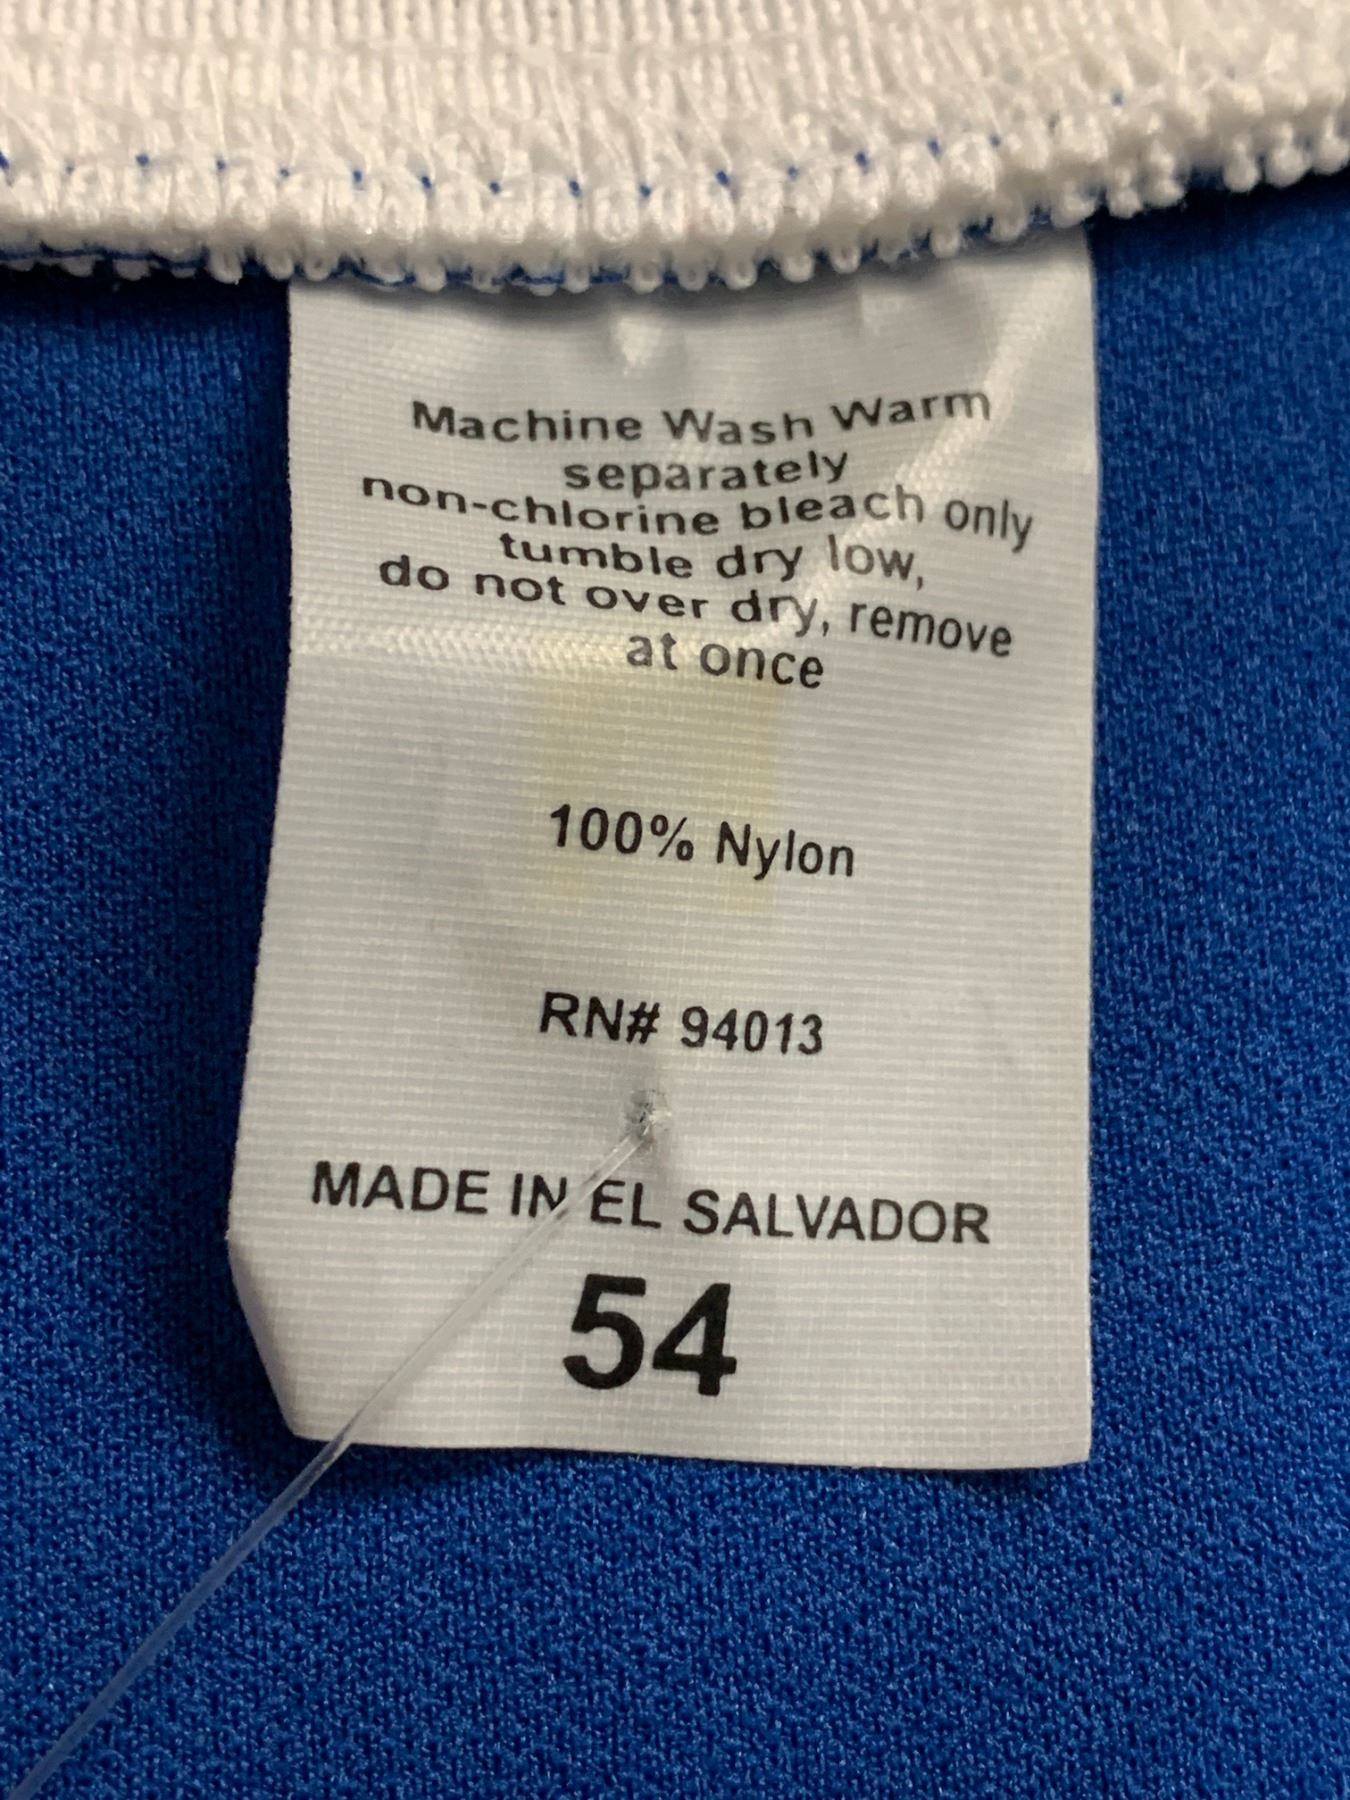 Machine Wash Warm
separately
non-chlorine bleach only
tumble dry low,
do not over dry, remove
at once
100% Nylon
RN# 94013
MADE IN EL SALVADOR
54